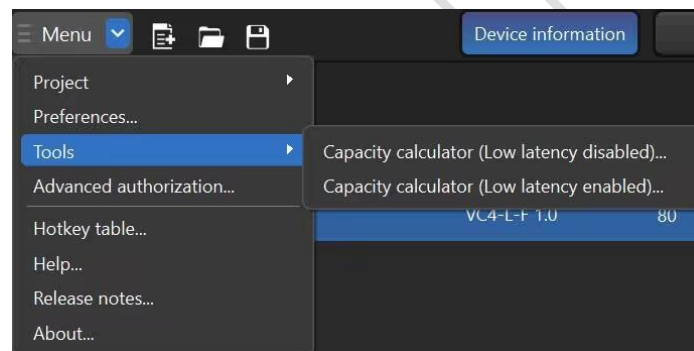 Menu
Device information
Project
Preferences...
Tools
Capacity calculator (Low latency disabled)...
Advanced authorization...
Capacity calculator (Low latency enabled)...
VC4-L-F 1.0 80
Hotkey table...
Help...
Release notes...
About...